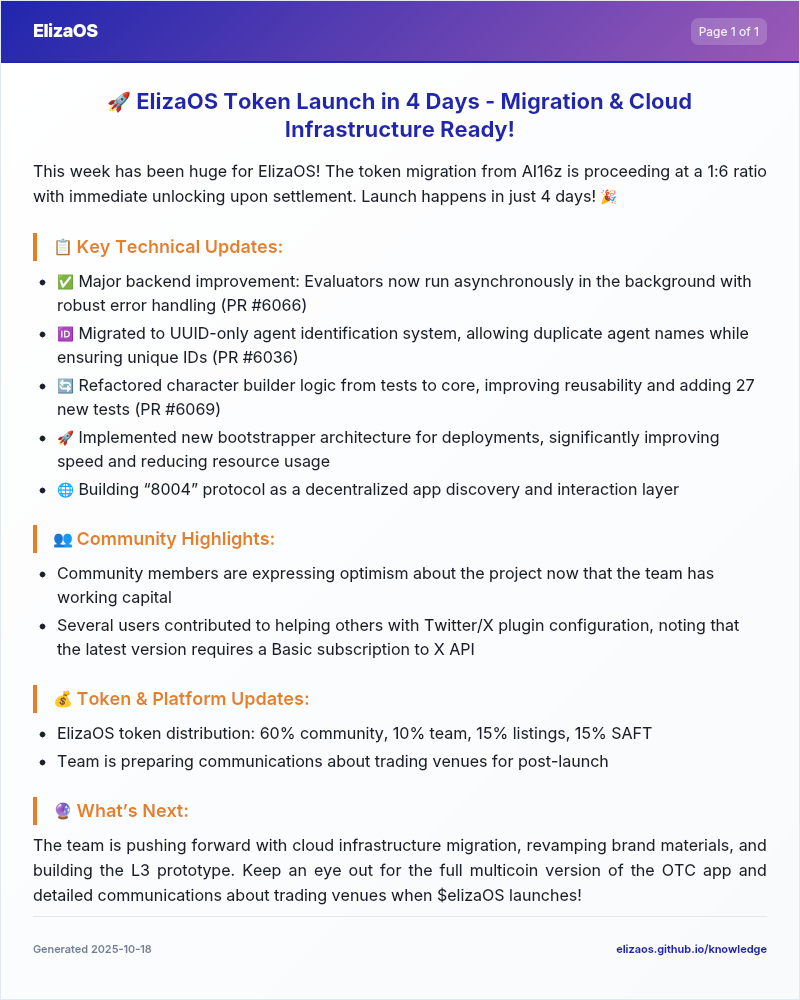 ElizaOS
Page 1 of 1
🚀 ElizaOS Token Launch in 4 Days - Migration & Cloud
Infrastructure Ready!
This week has been huge for ElizaOS! The token migration from AI16z is proceeding at a 1:6 ratio
with immediate unlocking upon settlement. Launch happens in just 4 days! 🎉
📋 Key Technical Updates:
• ✅ Major backend improvement: Evaluators now run asynchronously in the background with
robust error handling (PR #6066)
• 🆔 Migrated to UUID-only agent identification system, allowing duplicate agent names while
ensuring unique IDs (PR #6036)
• 🔄 Refactored character builder logic from tests to core, improving reusability and adding 27
new tests (PR #6069)
• 🚀 Implemented new bootstrapper architecture for deployments, significantly improving
speed and reducing resource usage
• 🌐 Building “8004” protocol as a decentralized app discovery and interaction layer
👥 Community Highlights:
• Community members are expressing optimism about the project now that the team has
working capital
• Several users contributed to helping others with Twitter/X plugin configuration, noting that
the latest version requires a Basic subscription to X API
💰 Token & Platform Updates:
• ElizaOS token distribution: 60% community, 10% team, 15% listings, 15% SAFT
• Team is preparing communications about trading venues for post-launch
🔮 What’s Next:
The team is pushing forward with cloud infrastructure migration, revamping brand materials, and
building the L3 prototype. Keep an eye out for the full multicoin version of the OTC app and
detailed communications about trading venues when $elizaOS launches!
Generated 2025-10-18
elizaos.github.io/knowledge